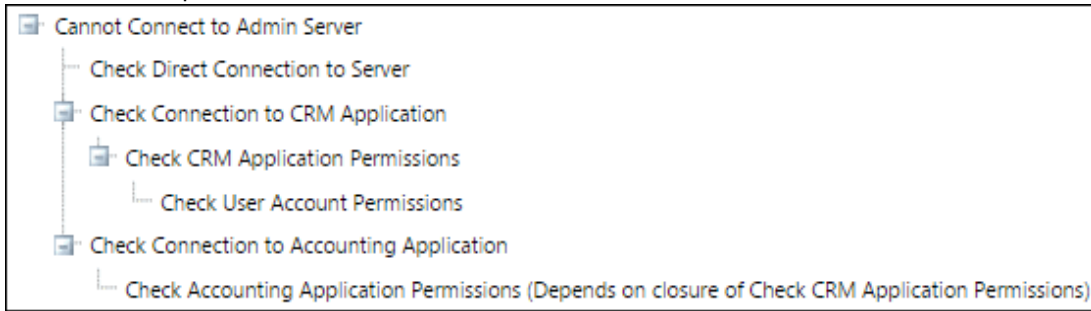 Cannot Connect to Admin Server
Check Direct Connection to Server
Check Connection to CRM Application
Check CRM Application Permissions
Check User Account Permissions
Check Connection to Accounting Application
Check Accounting Application Permissions (Depends on closure of Check CRM Application Permissions)